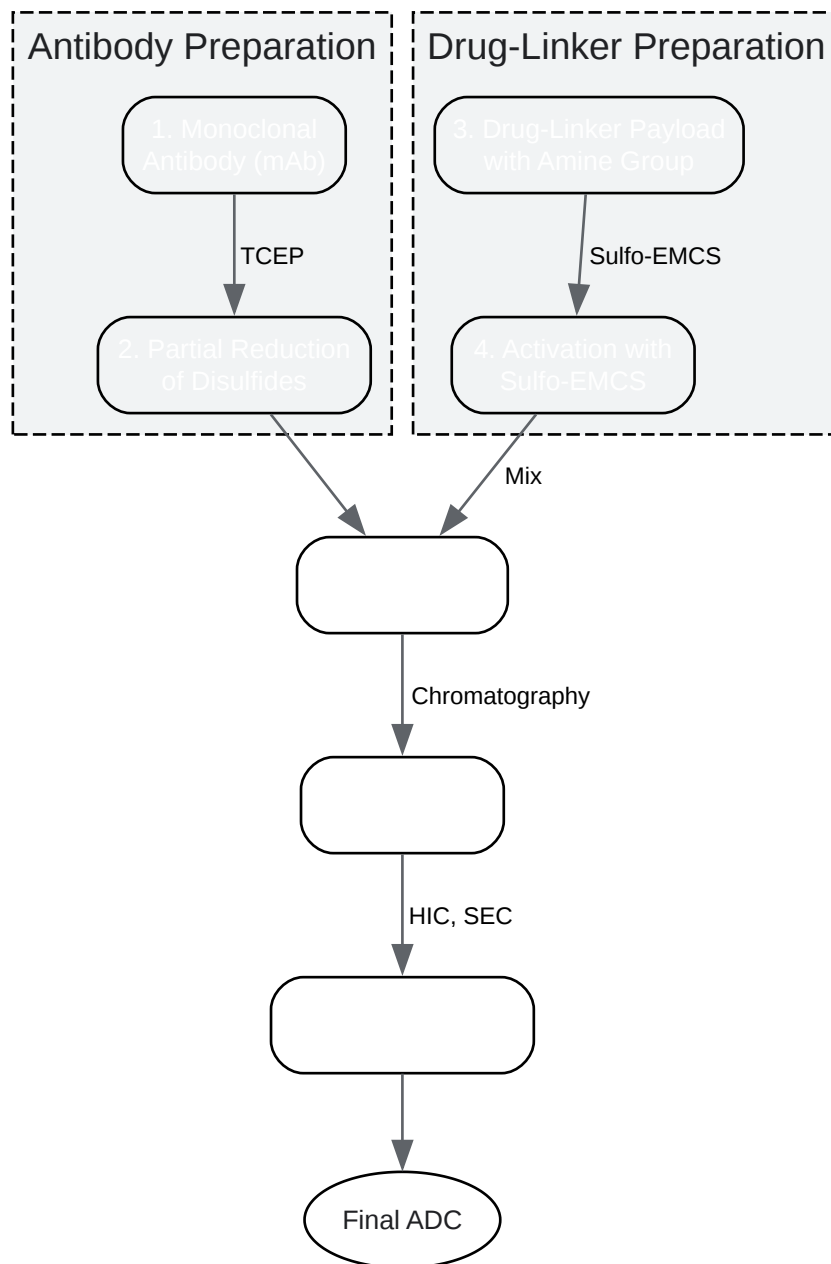 Antibody Preparation
Drug-Linker Preparation
1. Monoclonal
Antibody (mAb)
3. Drug-Linker Payload
with Amine Group
TCEP
Sulfo-EMCS
2. Partial Reduction
of Disulfides
4. Activation with
Sulfo-EMCS
Mix
Chromatography
HIC, SEC
Final ADC